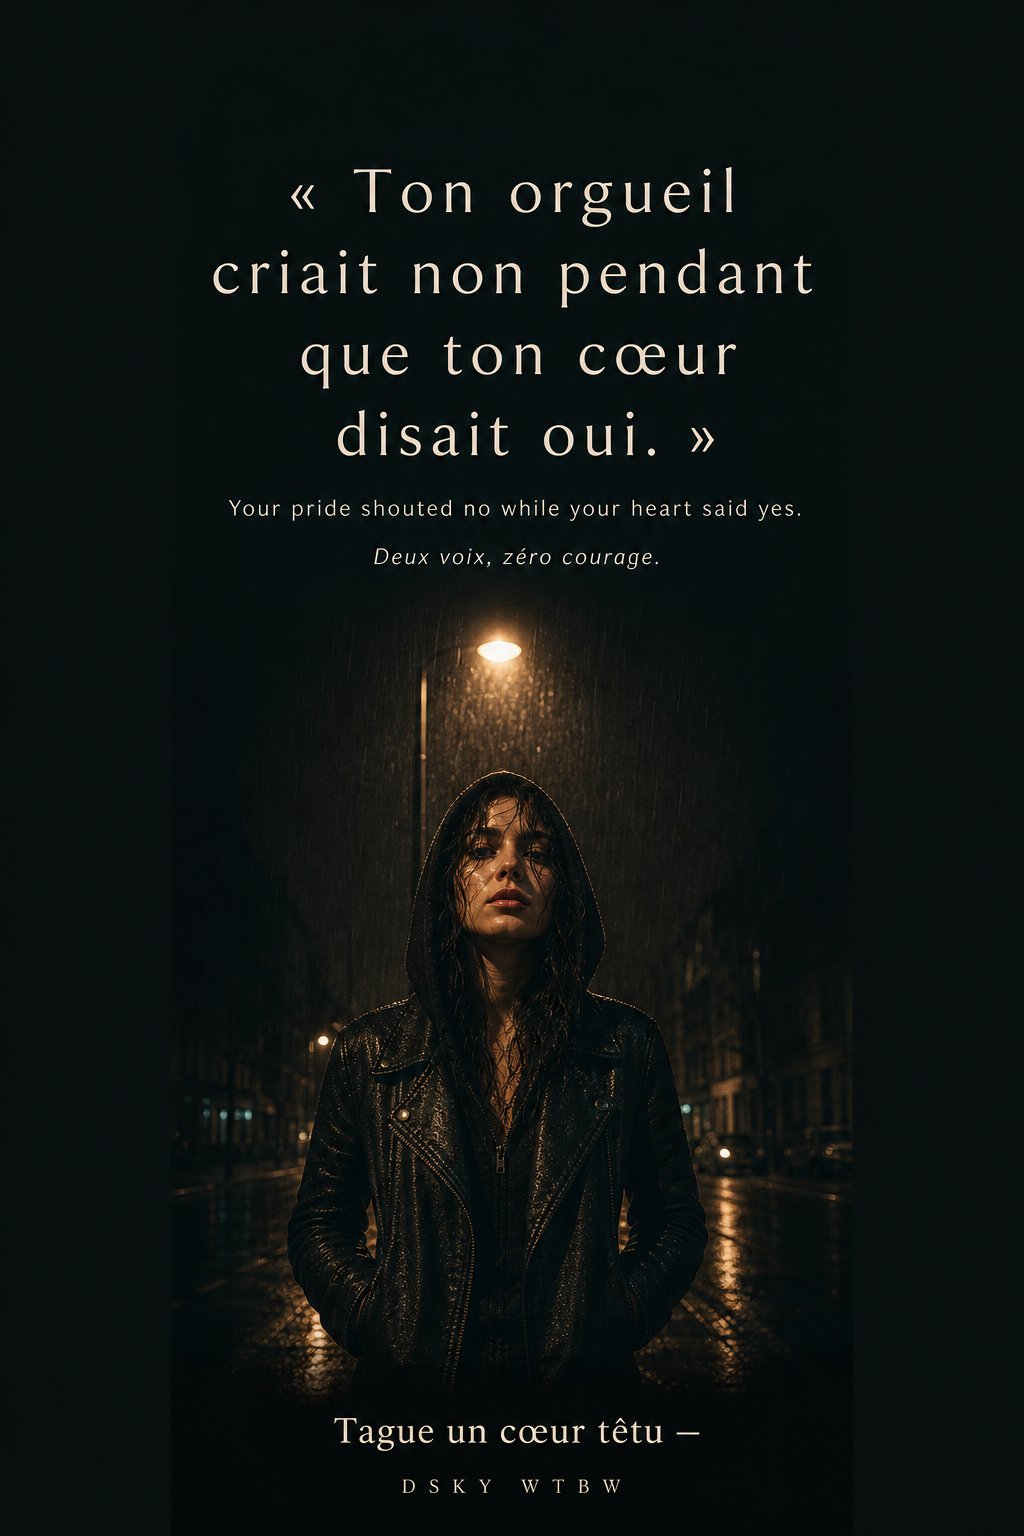 « Ton orgueil
criait non pendant
que ton cœur
disait oui. »
Your pride shouted no while your heart said yes.
Deux voix, zéro courage.
Tague un cœur têtu —
DSKY WTBW